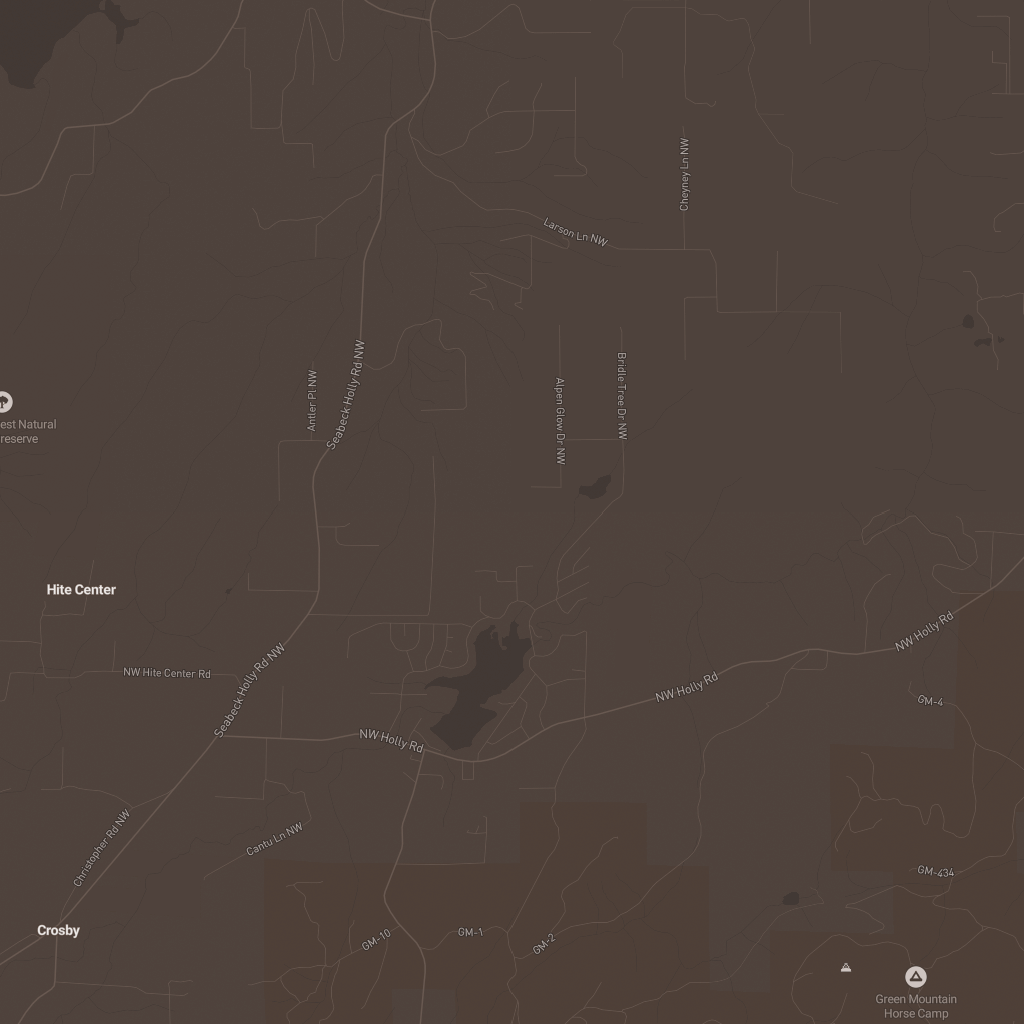 Cheyney Ln NW
Larson Ln NW
Seabeck Holly Rd NW
Antler Pl NW
Alpen Glow Dr NW
Bridle Tree Dr NW
est Natural
reserve
Hite Center
NW Hite Center Rd
Seabeck Holly Rd NW
NW Holly Rd
NW Holly Rd
NW Holly Rd
GM-4
Christopher Rd NW
Cantu Ln NW
GM-434
Crosby
GM-10
GM-1
GM-2
Green Mountain
Horse Camp